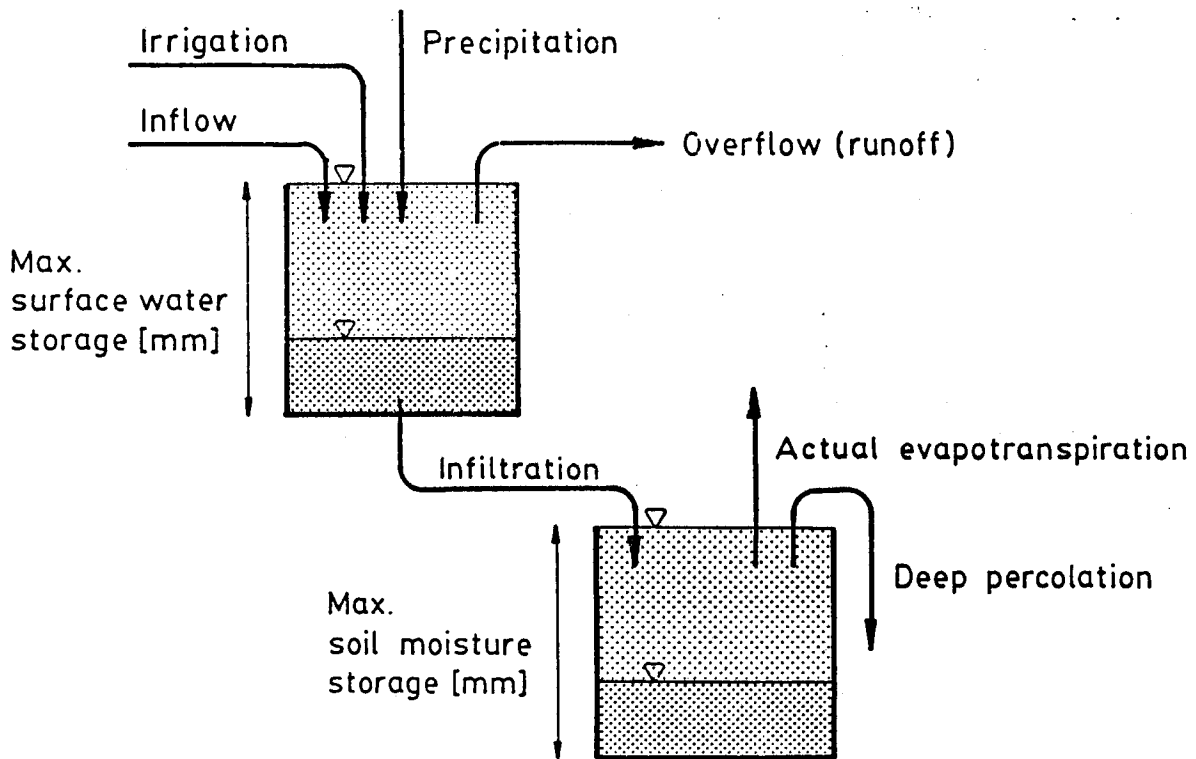 Irrigation
Precipitation
Inflow
Overflow (runoff)
Max.
surface water
storage [mm]
Infiltration
Actual evapotranspiration
Deep percolation
Max.
soil moisture
storage [mm]